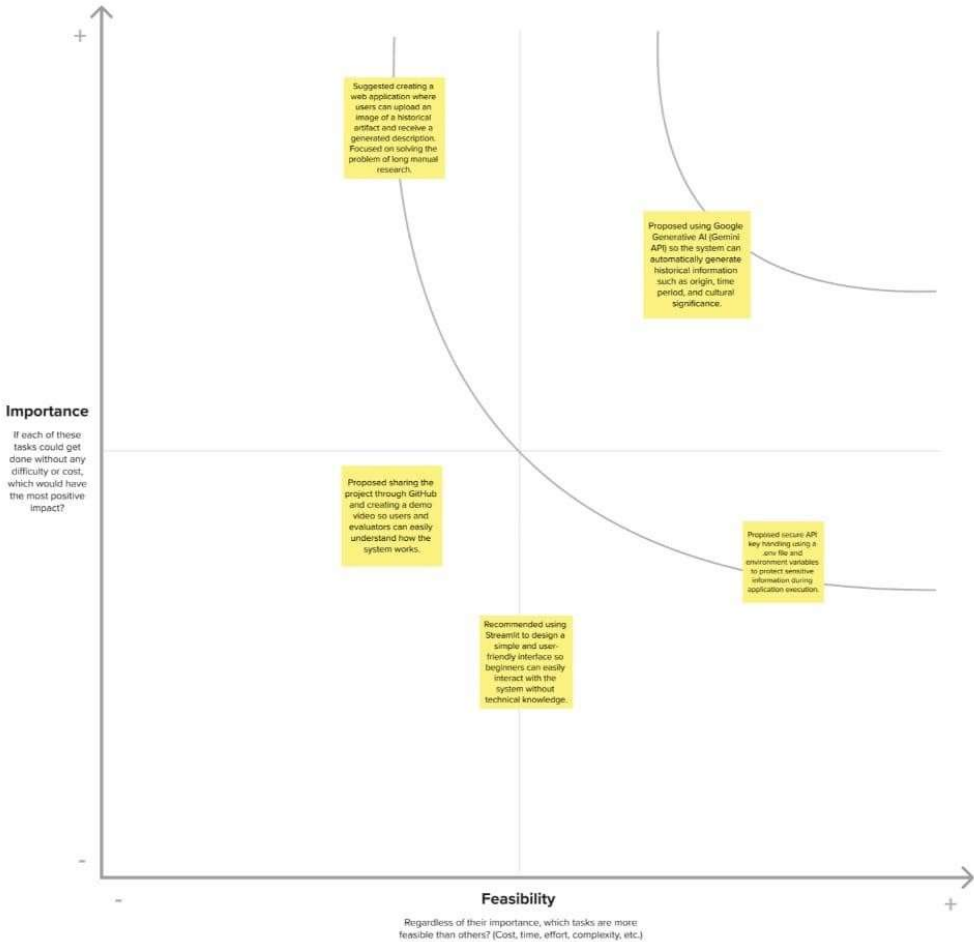 +
Suggested creating a
web application where
users can upload an
image of a historical
artifact and receive a
generated description.
Focused on solving the
problem of long manual
research.
Proposed using Google
Generative AI (Gemini
API) so the system can
automatically generate
historical information
such as origin, time
period, and cultural
significance.
Importance
If each of these
tasks could get
done without any
difficulty or cost,
which would have
the most positive
impact?
Proposed sharing the
project through GitHub
and creating a demo
video so users and
evaluators can easily
understand how the
system works.
Proposed secure API
key handling using a
.env file and
environment variables
to protect sensitive
information during
application execution.
Recommended using
Streamlit to design a
simple and user-
friendly interface so
beginners can easily
interact with the
system without
technical knowledge.
-
-
Feasibility
+
Regardless of their importance, which tasks are more
feasible than others? (Cost, time, effort, complexity, etc.)